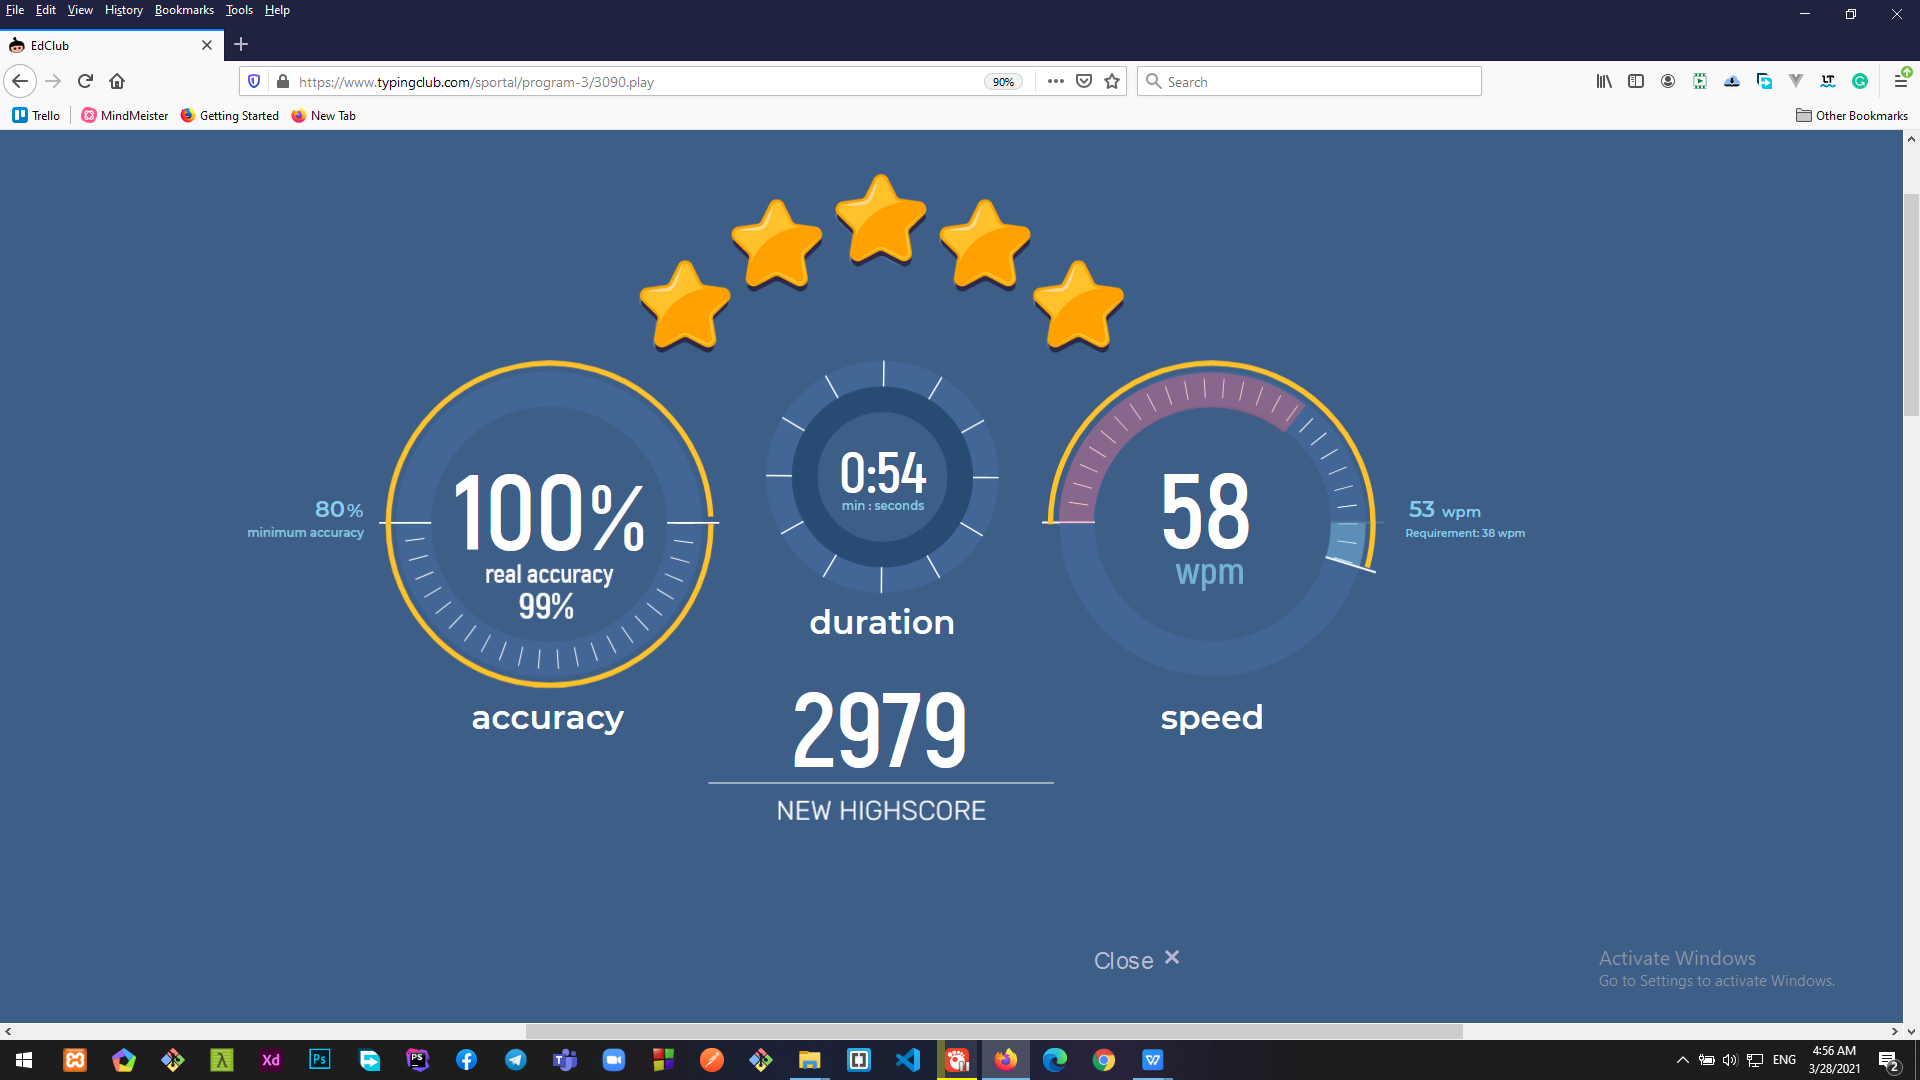 File Edit View History Bookmarks Tools Help
EdClub
https://www.typingclub.com/sportal/program-3/3090.play
90%
Search
Trello
MindMeister
Getting Started
New Tab
Other Bookmarks
80%
minimum accuracy
100%
real accuracy
99%
accuracy
0:54
min : seconds
duration
58
wpm
speed
53 wpm
Requirement: 38 wpm
2979
NEW HIGHSCORE
Close
Activate Windows
Go to Settings to activate Windows.
Xd
Ps
PS
ENG
4:56 AM
3/28/2021
2